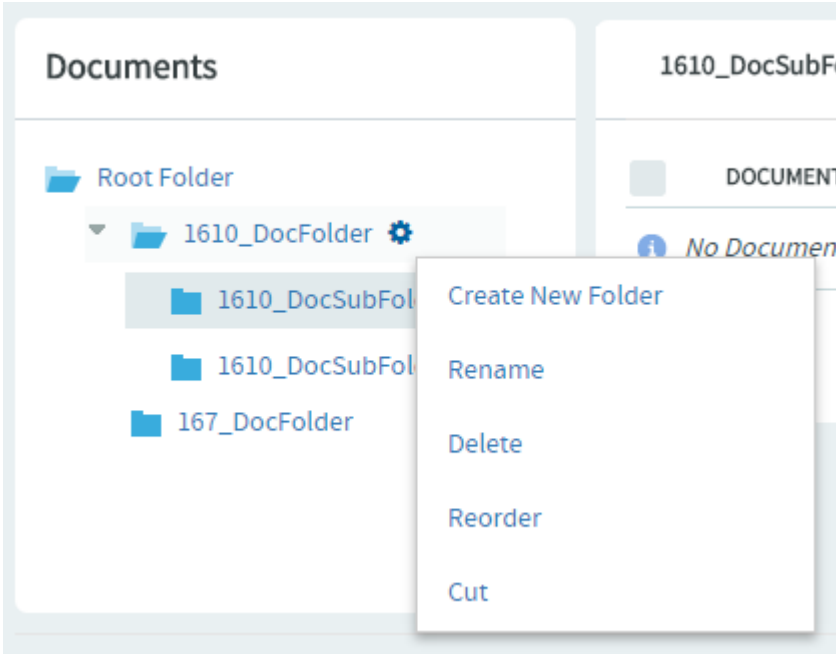 Documents
Root Folder
1610_DocFolder
1610_DocSubFol
1610_DocSubFol
167_DocFolder
Create New Folder
Rename
Delete
Reorder
Cut
1610_DocSubF
DOCUMENT
No Documen